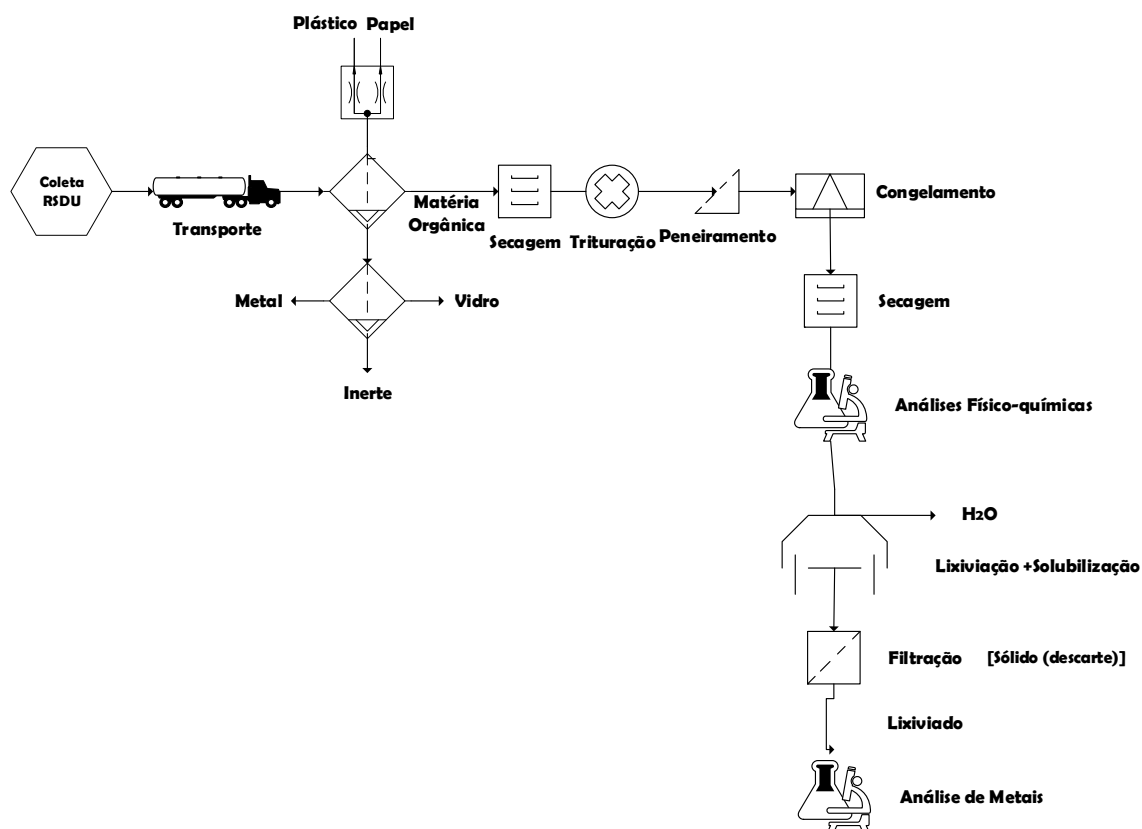 Plástico Papel
Coleta
RSDU
Transporte
Matéria
Orgânica
Secagem
Trituração
Peneiramento
Congelamento
Metal
Vidro
Inerte
Secagem
Análises Físico-químicas
H2O
Lixiviação +Solubilização
Filtração [Sólido (descarte)]
Lixiviado
Análise de Metais